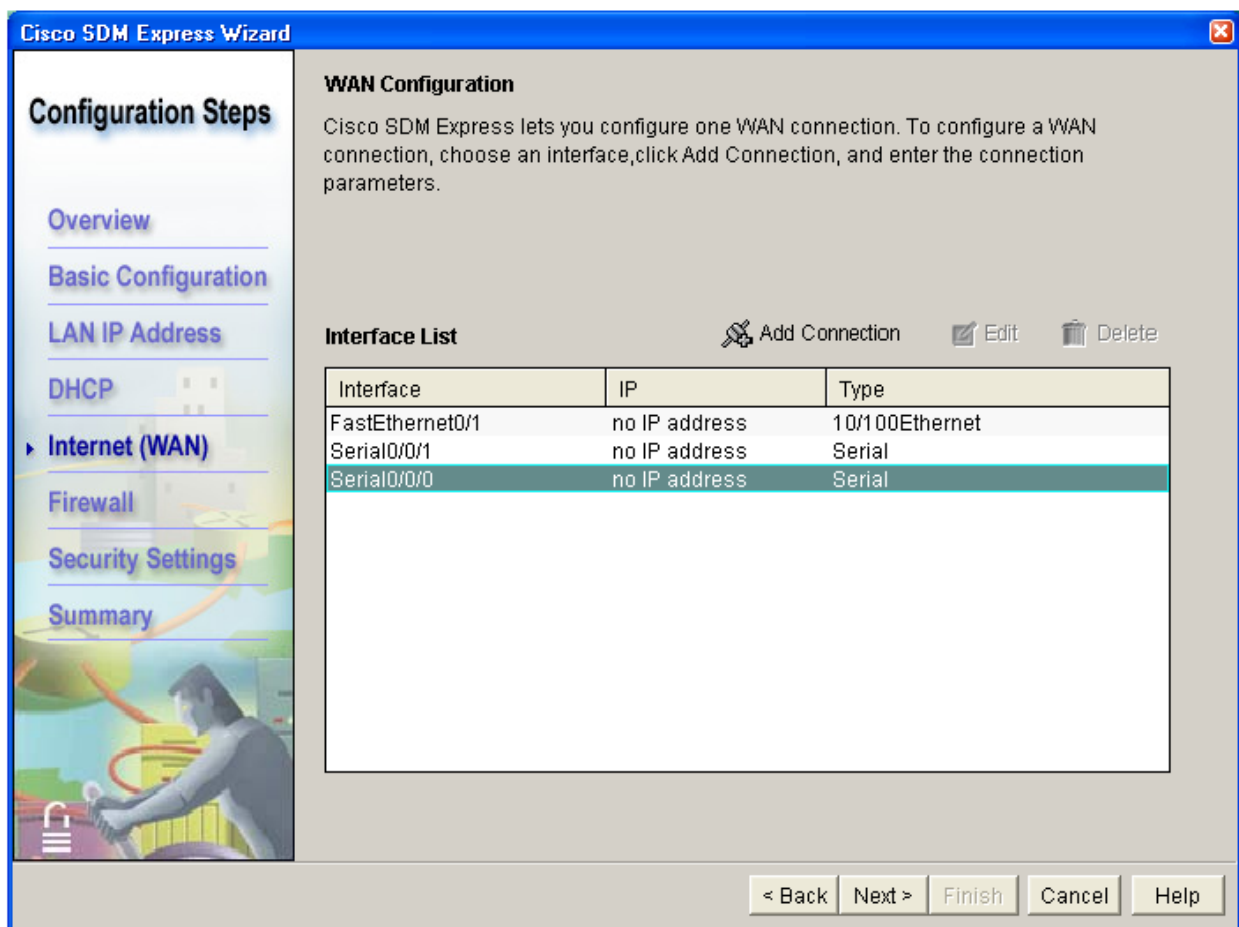 Cisco SDM Express Wizard
Configuration Steps
Overview
Basic Configuration
LAN IP Address
DHCP
Internet (WAN)
Firewall
Security Settings
Summary
WAN Configuration
Cisco SDM Express lets you configure one WAN connection. To configure a WAN
connection, choose an interface,click Add Connection, and enter the connection
parameters.
Interface List Add Connection Edit Delete
Interface IP Type
FastEthernet0/1 no IP address 10/100Ethernet
Serial0/0/1 no IP address Serial
Serial0/0/0 no IP address Serial
< Back Next > Finish Cancel Help